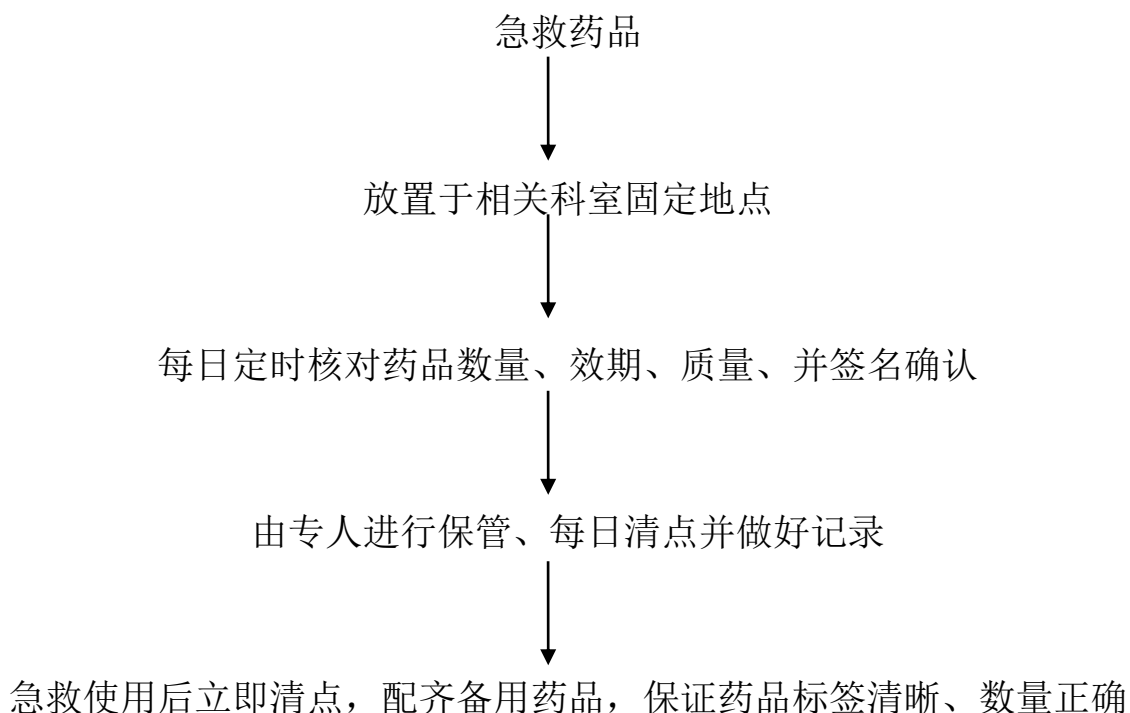 急救药品
放置于相关科室固定地点
每日定时核对药品数量、效期、质量、并签名确认
由专人进行保管、每日清点并做好记录
急救使用后立即清点，配齐备用药品，保证药品标签清晰、数量正确